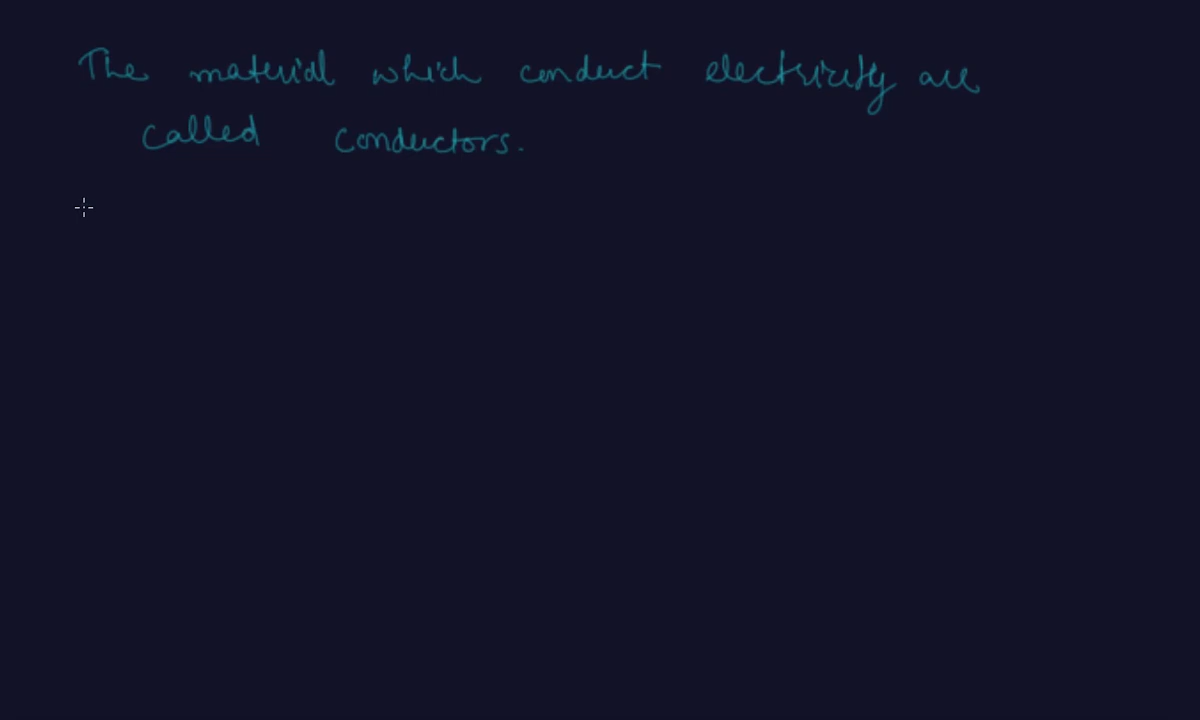 The material which conduct electricity are
called conductors.